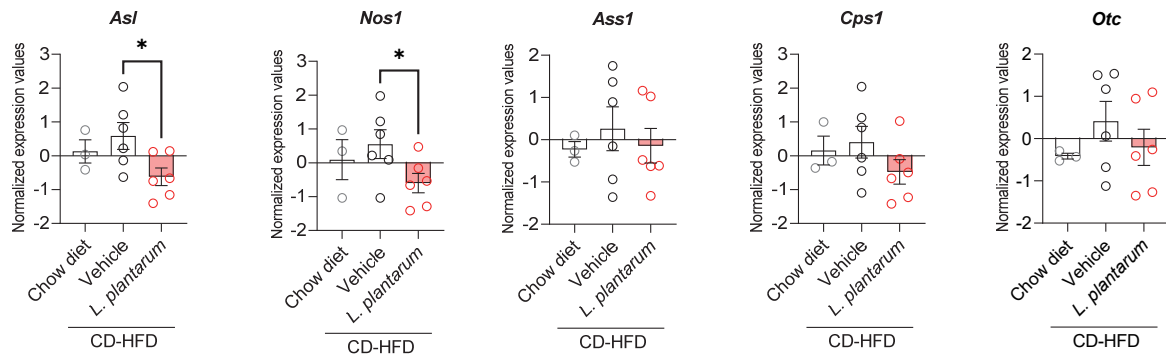 Asl
Nos1
Ass1
Cps1
Otc
Normalized expression values
3
2
1
0
-1
-2
*
Chow diet
Vehicle
L. plantarum
CD-HFD
Normalized expression values
3
2
1
0
-1
-2
*
Chow diet
Vehicle
L. plantarum
CD-HFD
Normalized expression values
2
1
0
-1
-2
Chow diet
Vehicle
L. plantarum
CD-HFD
Normalized expression values
3
2
1
0
-1
-2
Chow diet
Vehicle
L. plantarum
CD-HFD
Normalized expression values
2
1
0
-1
-2
Chow diet
Vehicle
L. plantarum
CD-HFD